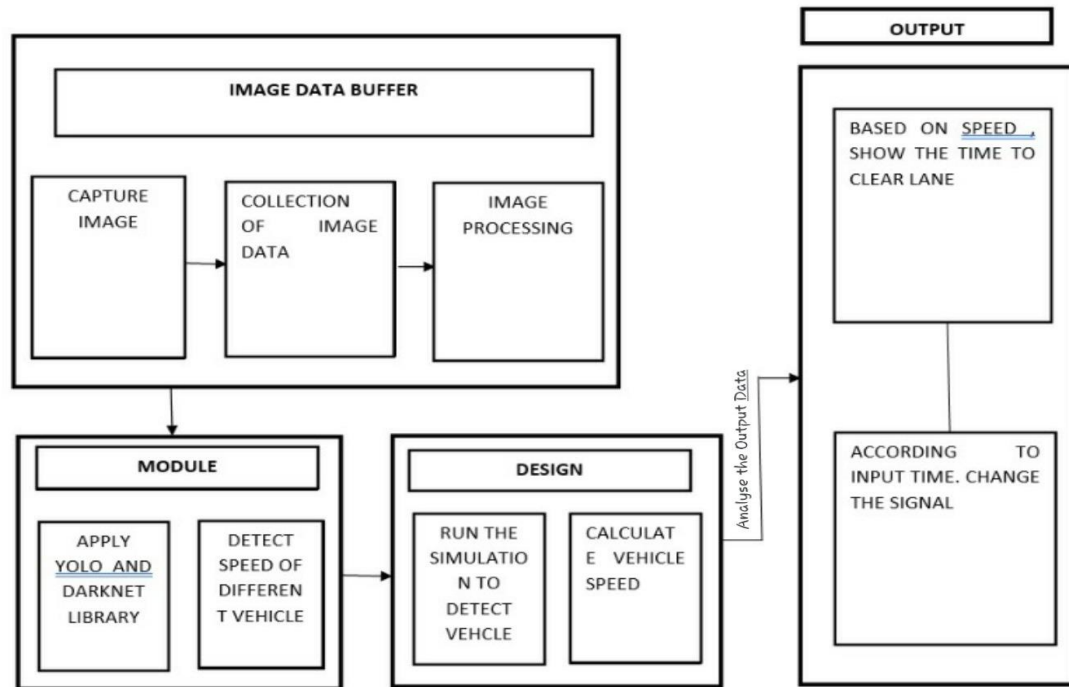 IMAGE DATA BUFFER
CAPTURE
IMAGE
COLLECTION
OF IMAGE
DATA
IMAGE
PROCESSING
MODULE
APPLY
YOLO AND
DARKNET
LIBRARY
DETECT
SPEED OF
DIFFEREN
T VEHICLE
DESIGN
RUN THE
SIMULATIO
N TO
DETECT
VEHCLE
CALCULAT
E VEHICLE
SPEED
Analyse the Output Data
OUTPUT
BASED ON SPEED ,
SHOW THE TIME TO
CLEAR LANE
ACCORDING TO
INPUT TIME. CHANGE
THE SIGNAL